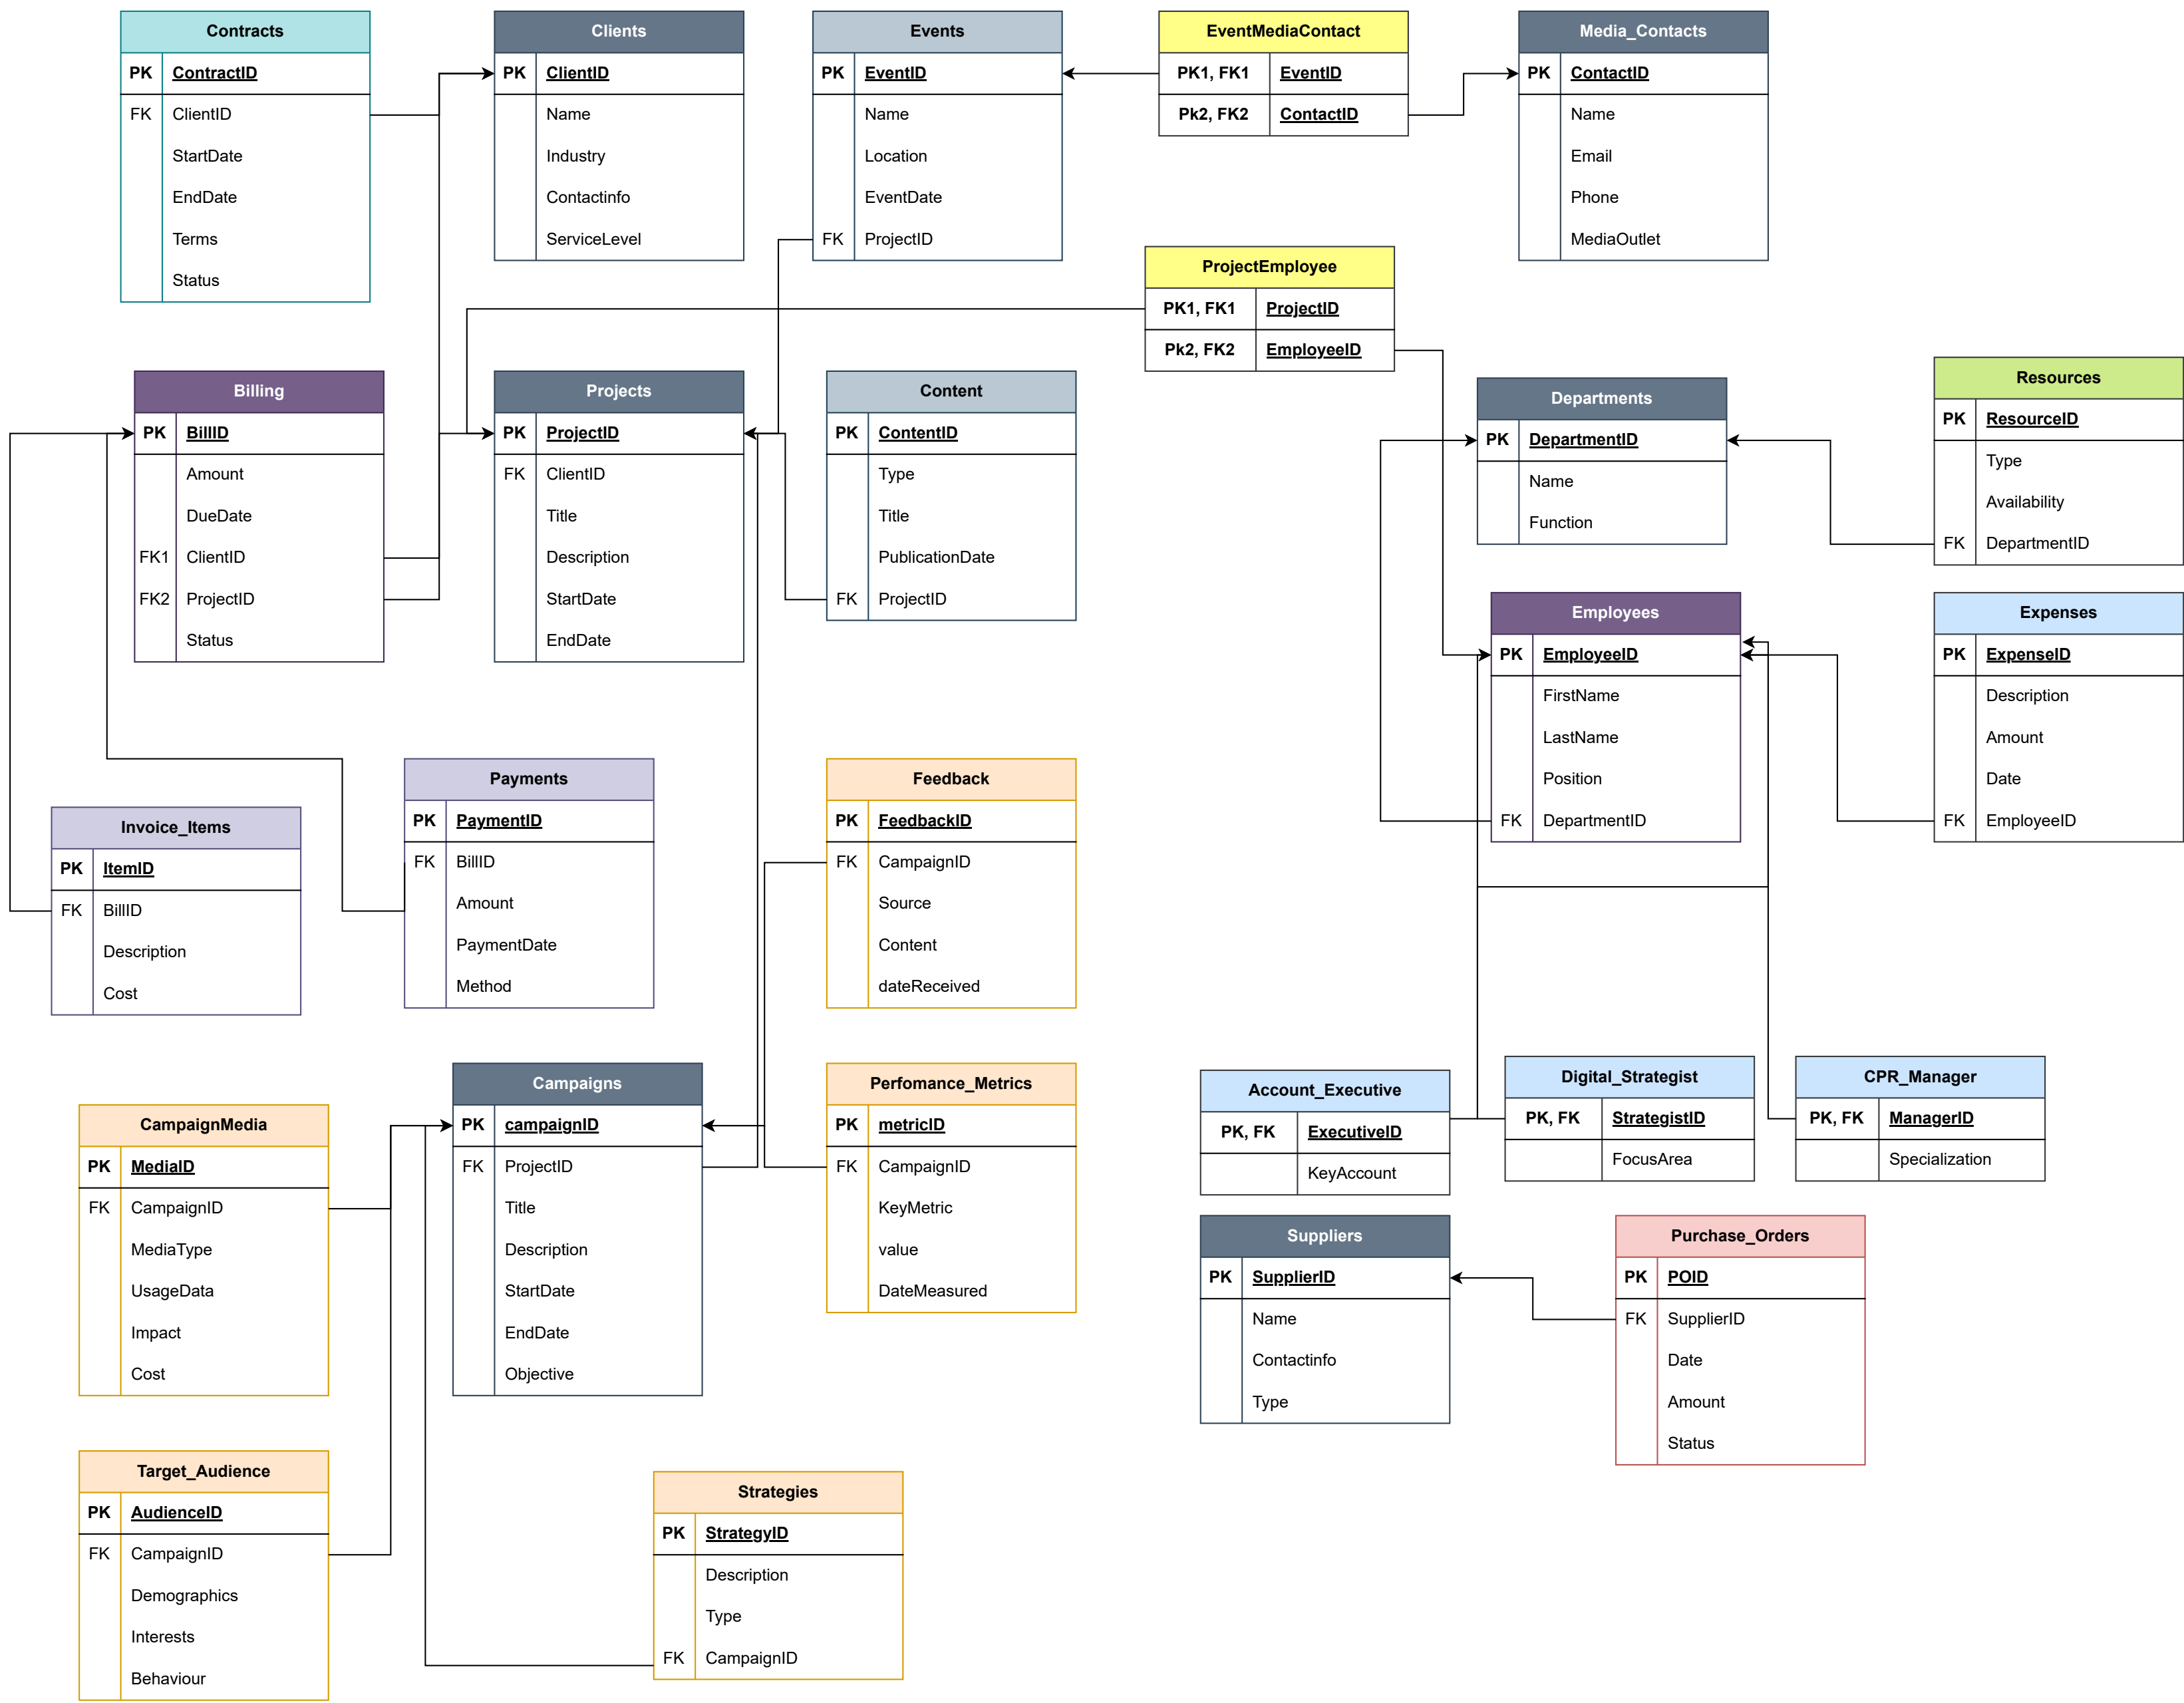 Contracts
PK ContractID
FK ClientID
StartDate
EndDate
Terms
Status
Clients
PK ClientID
Name
Industry
Contactinfo
ServiceLevel
Events
PK EventID
Name
Location
EventDate
FK ProjectID
EventMediaContact
PK1, FK1 EventID
Pk2, FK2 ContactID
Media_Contacts
PK ContactID
Name
Email
Phone
MediaOutlet
ProjectEmployee
PK1, FK1 ProjectID
Pk2, FK2 EmployeeID
Billing
PK BillID
Amount
DueDate
FK1 ClientID
FK2 ProjectID
Status
Projects
PK ProjectID
FK ClientID
Title
Description
StartDate
EndDate
Content
PK ContentID
Type
Title
PublicationDate
FK ProjectID
Departments
PK DepartmentID
Name
Function
Resources
PK ResourceID
Type
Availability
FK DepartmentID
Employees
PK EmployeeID
FirstName
LastName
Position
FK DepartmentID
Expenses
PK ExpenseID
Description
Amount
Date
FK EmployeeID
Invoice_Items
PK ItemID
FK BillID
Description
Cost
Payments
PK PaymentID
FK BillID
Amount
PaymentDate
Method
Feedback
PK FeedbackID
FK CampaignID
Source
Content
dateReceived
CampaignMedia
PK MediaID
FK CampaignID
MediaType
UsageData
Impact
Cost
Campaigns
PK campaignID
FK ProjectID
Title
Description
StartDate
EndDate
Objective
Perfomance_Metrics
PK metricID
FK CampaignID
KeyMetric
value
DateMeasured
Account_Executive
PK, FK ExecutiveID
KeyAccount
Digital_Strategist
PK, FK StrategistID
FocusArea
CPR_Manager
PK, FK ManagerID
Specialization
Suppliers
PK SupplierID
Name
Contactinfo
Type
Purchase_Orders
PK POID
FK SupplierID
Date
Amount
Status
Target_Audience
PK AudienceID
FK CampaignID
Demographics
Interests
Behaviour
Strategies
PK StrategyID
Description
Type
FK CampaignID